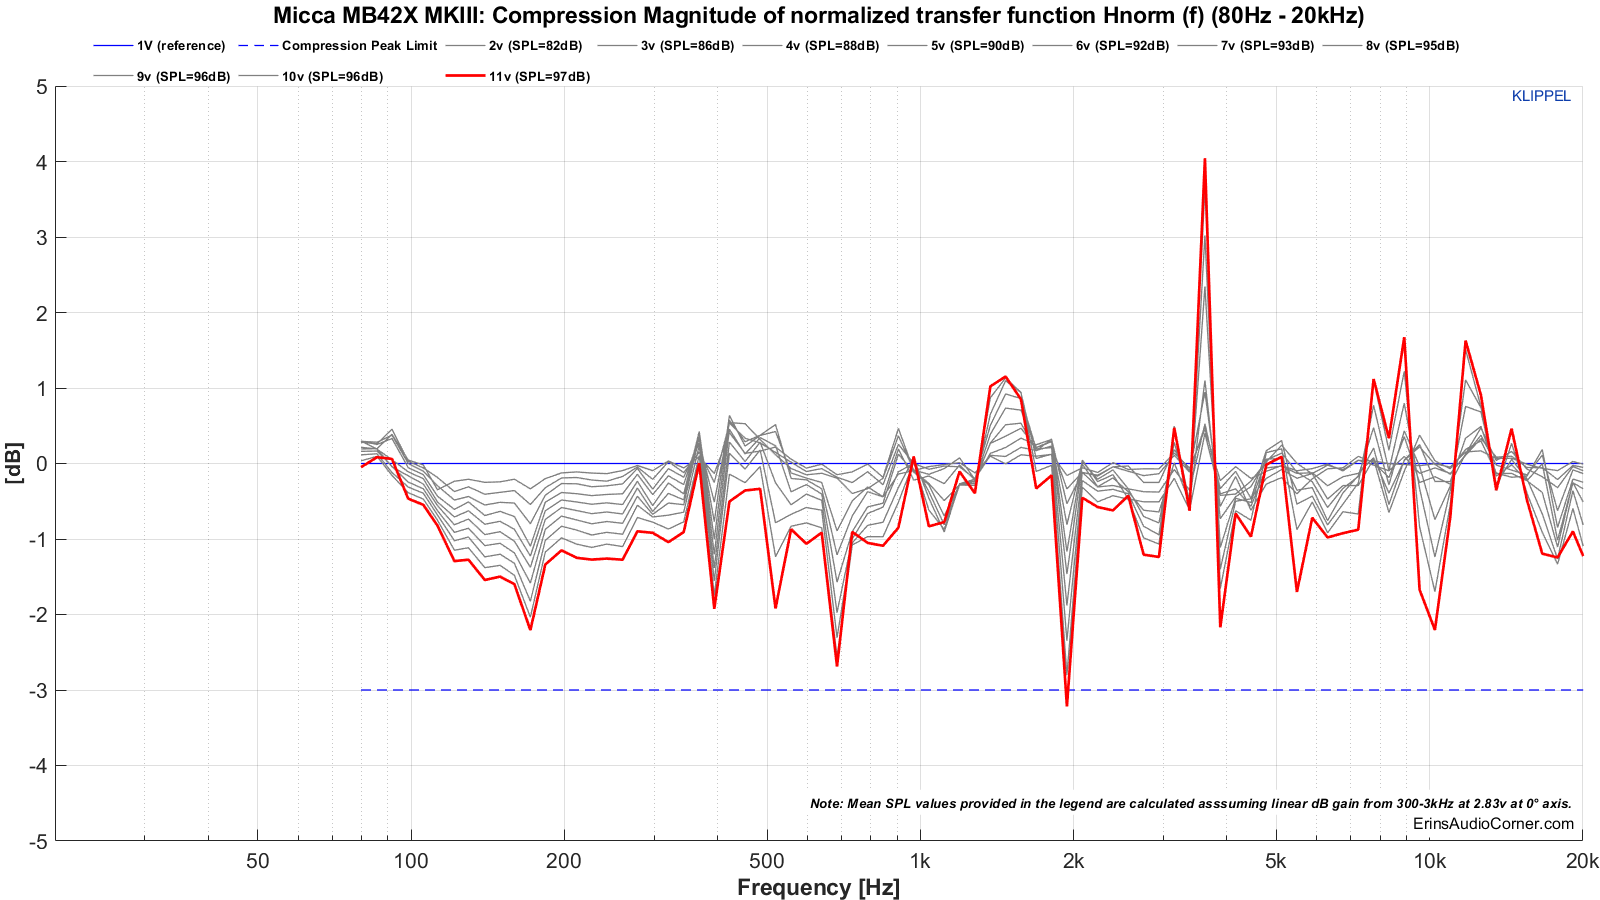 Micca MB42X MKIII: Compression Magnitude of normalized transfer function Hnorm (f) (80Hz - 20kHz)
1V (reference) Compression Peak Limit 2v (SPL=82dB) 3v (SPL=86dB) 4v (SPL=88dB) 5v (SPL=90dB) 6v (SPL=92dB) 7v (SPL=93dB) 8v (SPL=95dB)
9v (SPL=96dB) 10v (SPL=96dB) 11v (SPL=97dB)
KLIPPEL
5
4
3
2
1
0
-1
-2
-3
-4
-5
[dB]
Note: Mean SPL values provided in the legend are calculated asssuming linear dB gain from 300-3kHz at 2.83v at 0° axis.
ErinsAudioCorner.com
50 100 200 500 1k 2k 5k 10k 20k
Frequency [Hz]